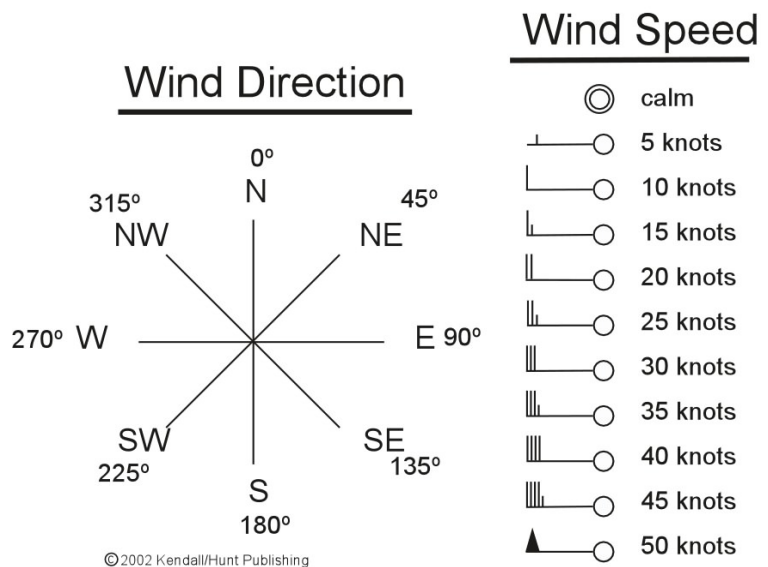 Wind Direction
0º
N
45º
NE
315º
NW
270º W
E 90º
SW
225º
SE
135º
S
180º
©2002 Kendall/Hunt Publishing
Wind Speed
calm
5 knots
10 knots
15 knots
20 knots
25 knots
30 knots
35 knots
40 knots
45 knots
50 knots